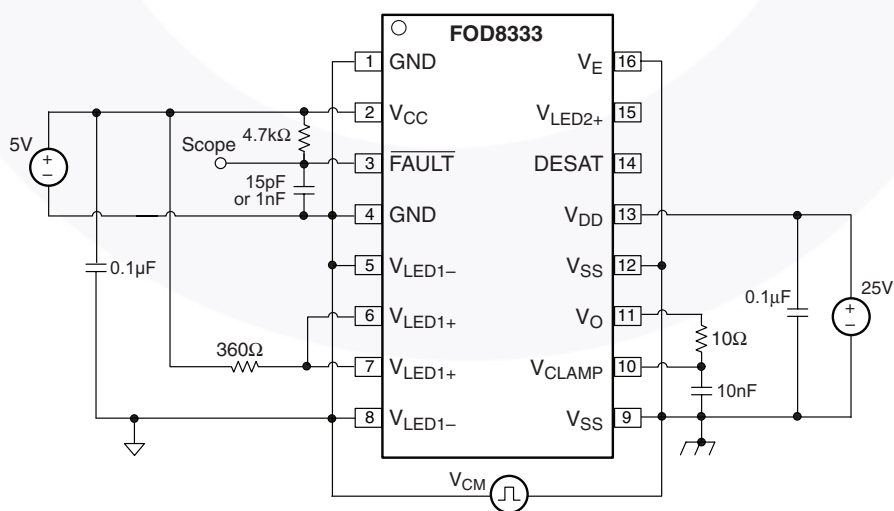 FOD8333
1 GND
VE 16
2 VCC
VLED2+ 15
4.7kΩ
5V
+
–
Scope
3 FAULT
DESAT 14
15pF
or 1nF
4 GND
VDD 13
0.1µF
5 VLED1–
VSS 12
0.1µF
25V
+
–
6 VLED1+
VO 11
10Ω
360Ω
7 VLED1+
VCLAMP 10
10nF
8 VLED1–
VSS 9
VCM